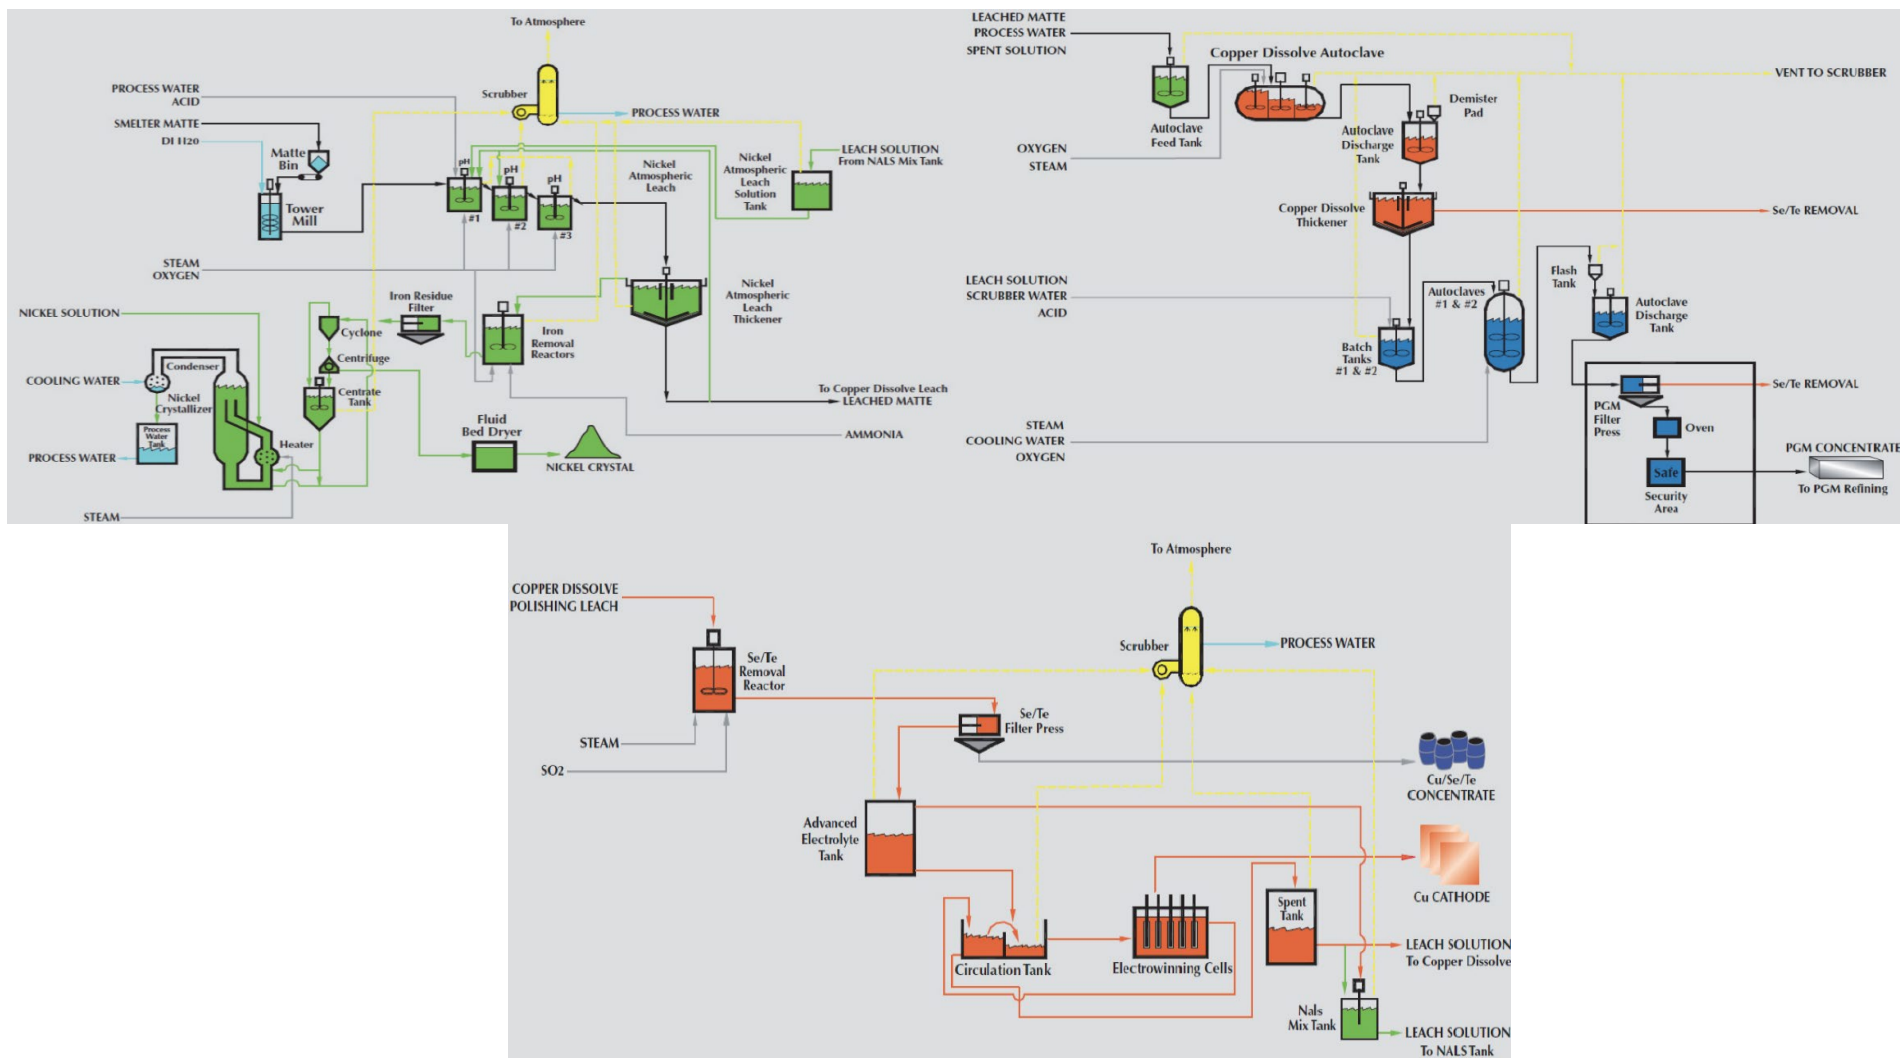 To Atmosphere
PROCESS WATER
ACID
Scrubber
PROCESS WATER
SMELTER MATTE
DI H20
Matte
Bin
pH
pH
pH
Tower
Mill
#1
#2
#3
Nickel
Atmospheric
Leach
Nickel
Atmospheric
Leach
Solution
Tank
LEACH SOLUTION
From NALS Mix Tank
STEAM
OXYGEN
Nickel
Atmospheric
Leach
Thickener
NICKEL SOLUTION
Iron Residue
Filter
Iron
Removal
Reactors
Cyclone
Centrifuge
Condenser
COOLING WATER
Centrate
Tank
Nickel
Crystallizer
Process
Water
Tank
Heater
PROCESS WATER
STEAM
Fluid
Bed Dryer
NICKEL CRYSTAL
To Copper Dissolve Leach
LEACHED MATTE
AMMONIA
LEACHED MATTE
PROCESS WATER
SPENT SOLUTION
Copper Dissolve Autoclave
VENT TO SCRUBBER
Demister
Pad
Autoclave
Feed Tank
Autoclave
Discharge
Tank
OXYGEN
STEAM
Copper Dissolve
Thickener
Se/Te REMOVAL
LEACH SOLUTION
SCRUBBER WATER
ACID
Autoclaves
#1 & #2
Flash
Tank
Autoclave
Discharge
Tank
Batch
Tanks
#1 & #2
Se/Te REMOVAL
PGM
Filter
Press
Oven
STEAM
COOLING WATER
OXYGEN
Safe
Security
Area
PGM CONCENTRATE
To PGM Refining
To Atmosphere
COPPER DISSOLVE
POLISHING LEACH
Scrubber
PROCESS WATER
Se/Te
Removal
Reactor
Se/Te
Filter Press
STEAM
SO2
Cu/Se/Te
CONCENTRATE
Advanced
Electrolyte
Tank
Cu CATHODE
Spent
Tank
Circulation Tank
Electrowinning Cells
LEACH SOLUTION
To Copper Dissolve
Nals
Mix Tank
LEACH SOLUTION
To NALS Tank